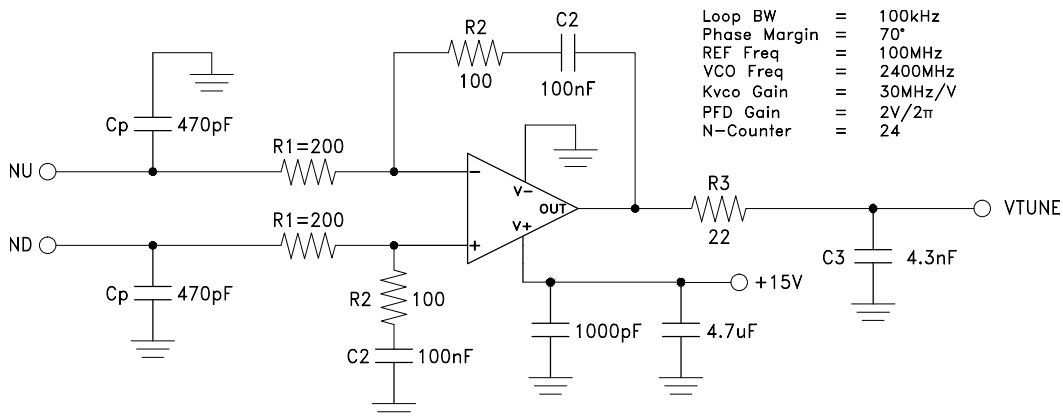 Loop BW = 100kHz
Phase Margin = 70°
REF Freq = 100MHz
VCO Freq = 2400MHz
Kvco Gain = 30MHz/V
PFD Gain = 2V/2π
N-Counter = 24
R2
100
C2
100nF
Cp
470pF
R1=200
NU
−
V−
OUT
V+
+
R3
22
VTUNE
ND
R1=200
Cp
470pF
R2
100
C2
100nF
+15V
1000pF
4.7uF
C3
4.3nF